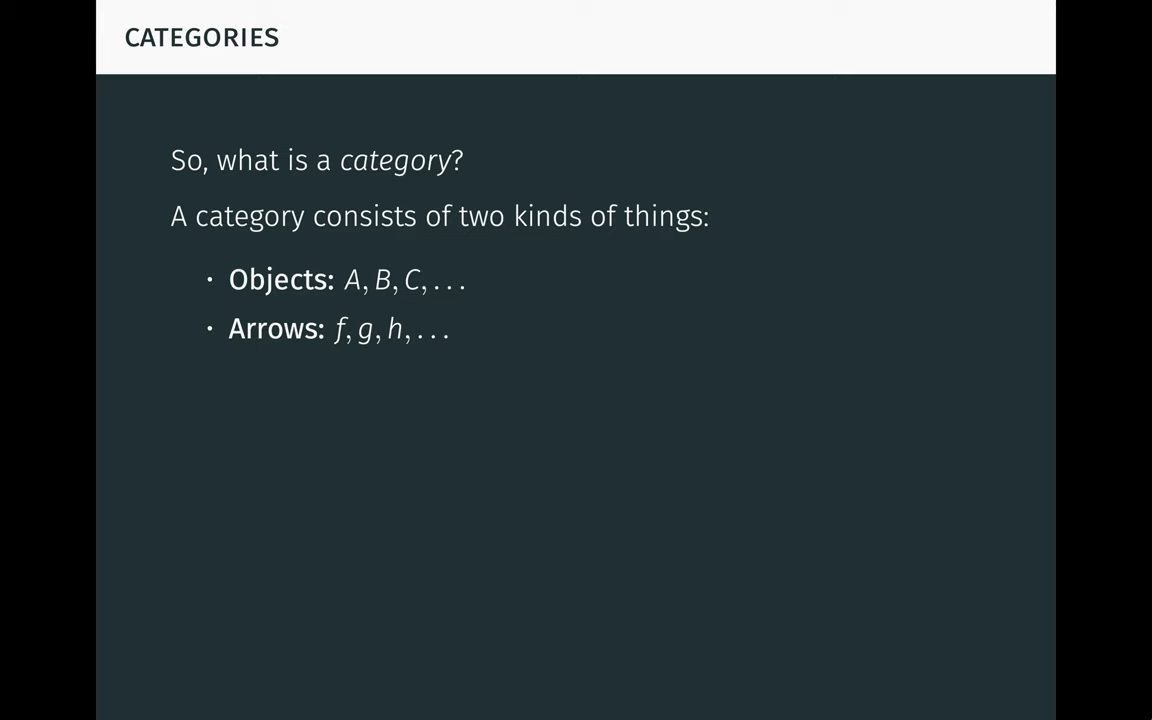 CATEGORIES
So, what is a category?
A category consists of two kinds of things:
· Objects: A, B, C, . . .
· Arrows: f, g, h, . . .